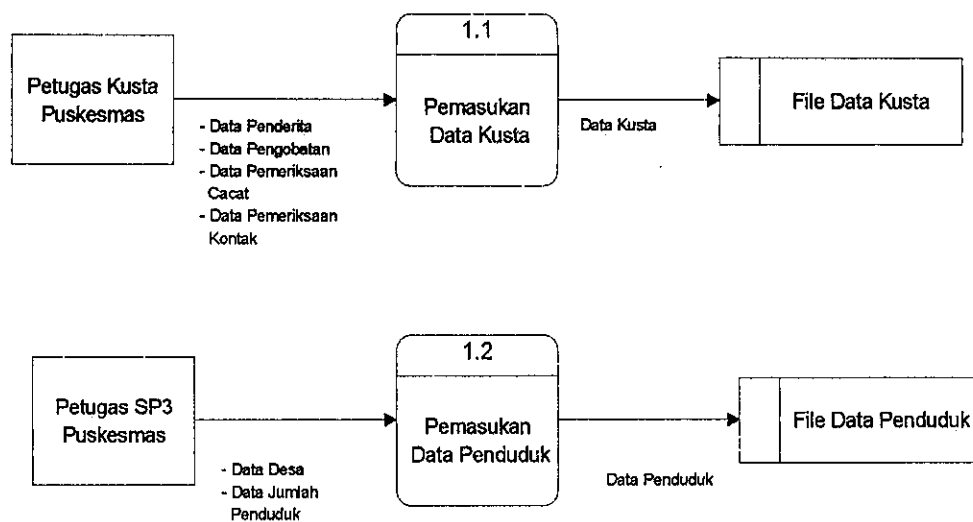 1.1
Petugas Kusta
Puskesmas
Pemasukan
Data Kusta
File Data Kusta
- Data Penderita
- Data Pengobatan
- Data Pemeriksaan
Cacat
- Data Pemeriksaan
Kontak
Data Kusta
1.2
Petugas SP3
Puskesmas
Pemasukan
Data Penduduk
File Data Penduduk
- Data Desa
- Data Jumlah
Penduduk
Data Penduduk